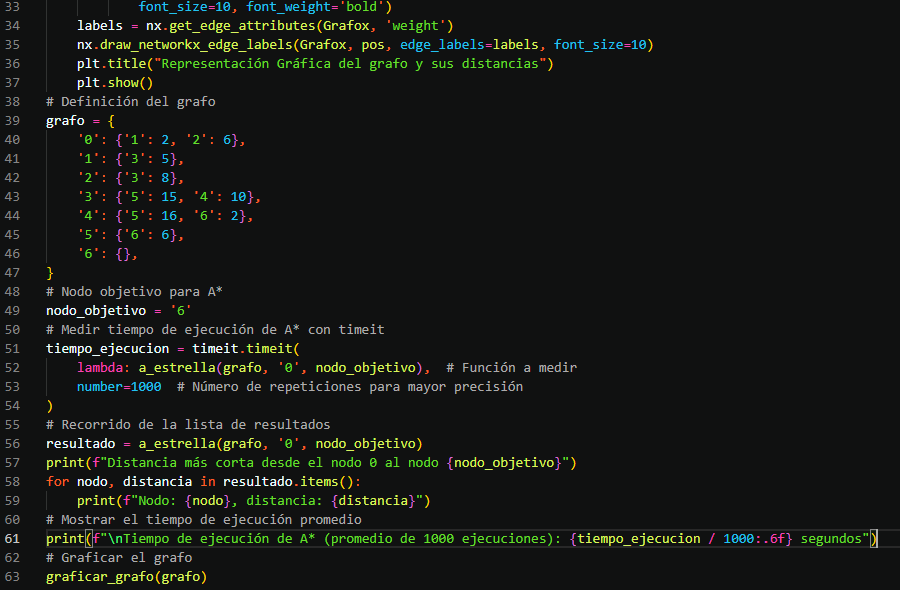 33 font_size=10, font_weight='bold')
34 labels = nx.get_edge_attributes(Grafox, 'weight')
35 nx.draw_networkx_edge_labels(Grafox, pos, edge_labels=labels, font_size=10)
36 plt.title("Representación Gráfica del grafo y sus distancias")
37 plt.show()
38 # Definición del grafo
39 grafo = {
40 '0': {'1': 2, '2': 6},
41 '1': {'3': 5},
42 '2': {'3': 8},
43 '3': {'5': 15, '4': 10},
44 '4': {'5': 16, '6': 2},
45 '5': {'6': 6},
46 '6': {},
47 }
48 # Nodo objetivo para A*
49 nodo_objetivo = '6'
50 # Medir tiempo de ejecución de A* con timeit
51 tiempo_ejecucion = timeit.timeit(
52 lambda: a_estrella(grafo, '0', nodo_objetivo), # Función a medir
53 number=1000 # Número de repeticiones para mayor precisión
54 )
55 # Recorrido de la lista de resultados
56 resultado = a_estrella(grafo, '0', nodo_objetivo)
57 print(f"Distancia más corta desde el nodo 0 al nodo {nodo_objetivo}")
58 for nodo, distancia in resultado.items():
59 print(f"Nodo: {nodo}, distancia: {distancia}")
60 # Mostrar el tiempo de ejecución promedio
61 print(f"\nTiempo de ejecución de A* (promedio de 1000 ejecuciones): {tiempo_ejecucion / 1000:.6f} segundos")
62 # Graficar el grafo
63 graficar_grafo(grafo)